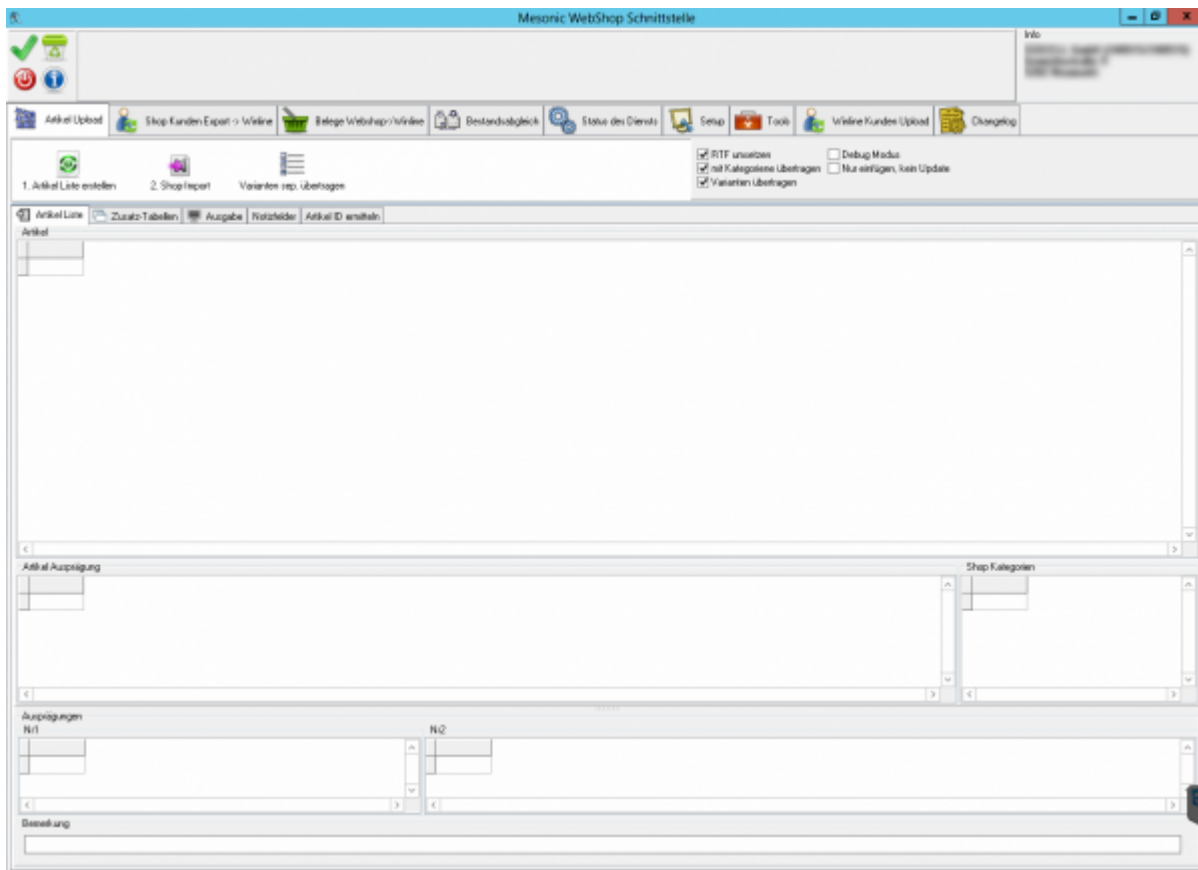 Mesonic WebShop Schnittstelle
Info
Artikel Upload
Shop Kunden Export -> Winline
Belege Webshop->Winline
Bestandsabgleich
Status des Diensts
Setup
Tools
Winline Kunden Upload
Changelog
1. Artikel Liste erstellen
2. Shop Import
Varianten sep. übertragen
RTF umsetzen
mit Kategoriene übertragen
Varianten übertragen
Debug Modus
Nur einfügen, kein Update
Artikel Liste
Zusatz-Tabellen
Ausgabe
Notizfelder
Artikel ID ermitteln
Artikel
Artikel Ausprägung
Shop Kategorien
Ausprägungen
Nr1
Nr2
Bemerkung